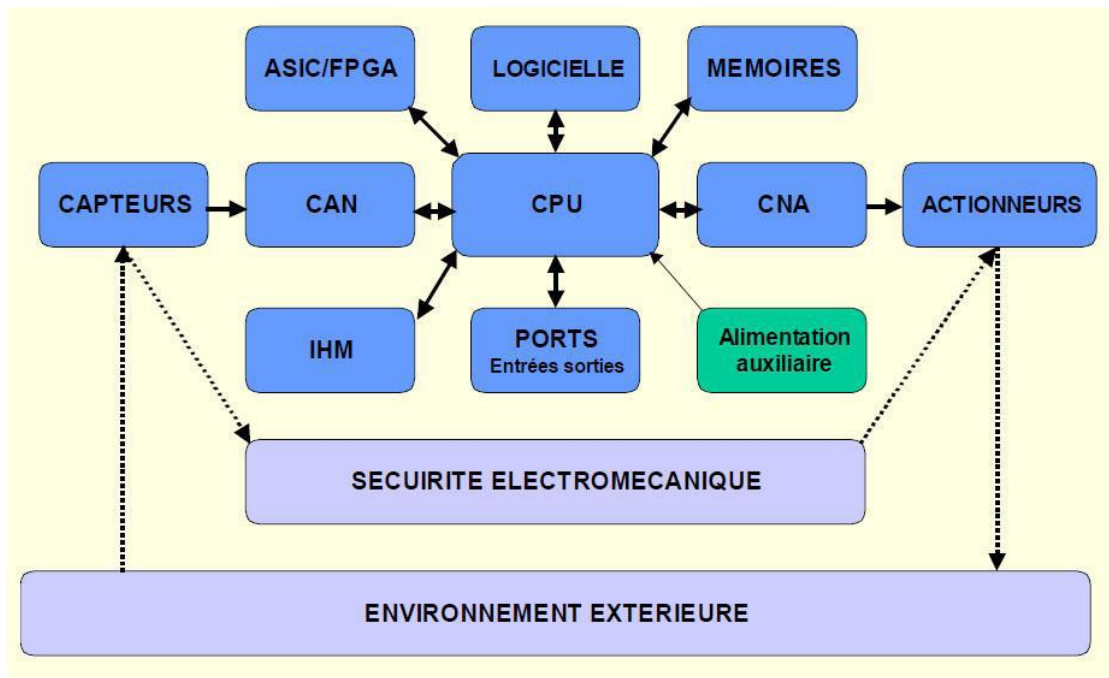 ASIC/FPGA
LOGICIELLE
MEMOIRES
CAPTEURS
CAN
CPU
CNA
ACTIONNEURS
IHM
PORTS
Entrées sorties
Alimentation
auxiliaire
SECUIRITE ELECTROMECANIQUE
ENVIRONNEMENT EXTERIEURE